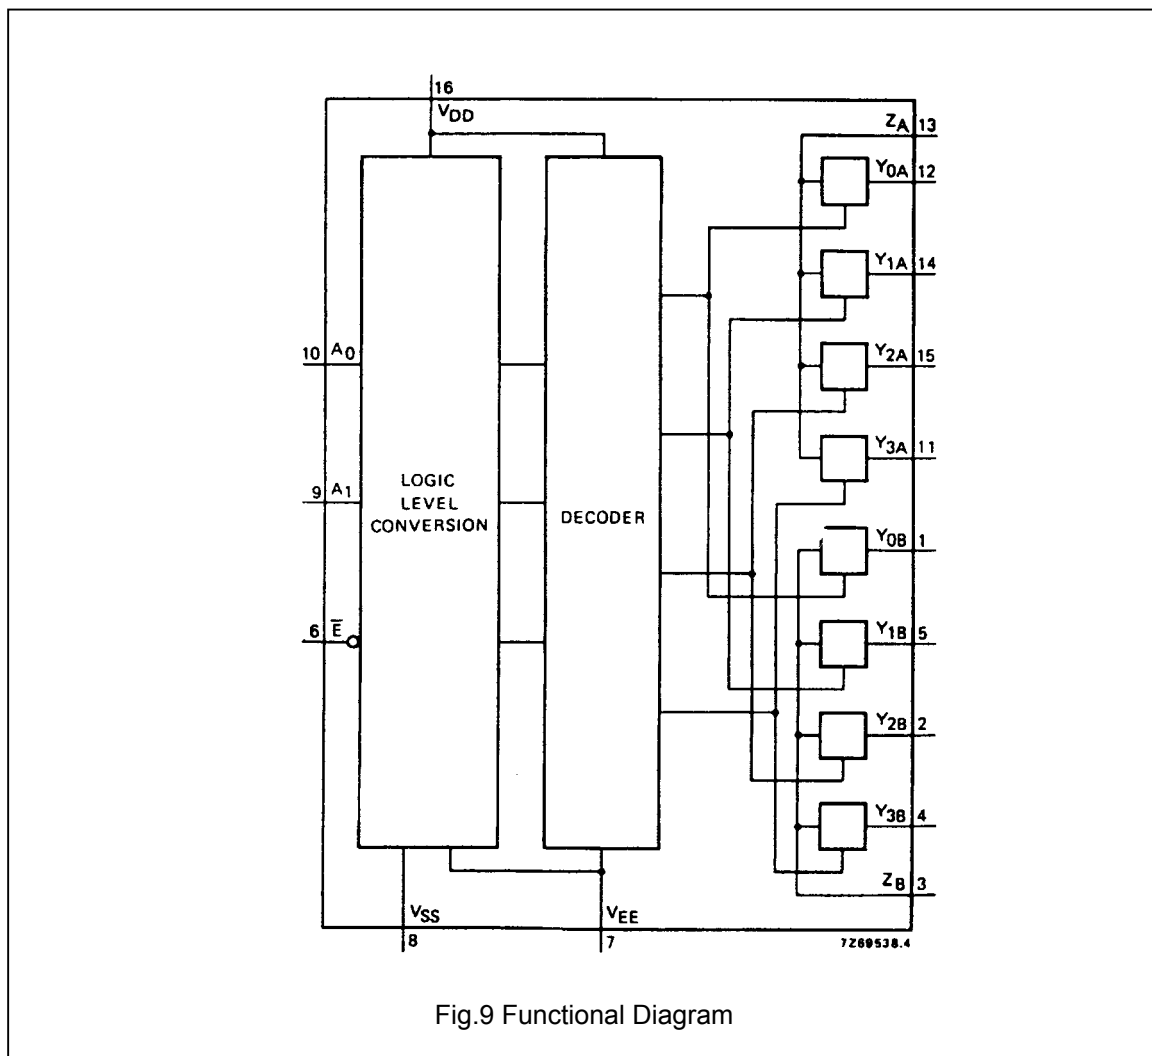 16
VDD
ZA 13
Y0A 12
Y1A 14
Y2A 15
10 A0
Y3A 11
LOGIC
LEVEL
CONVERSION
DECODER
9 A1
Y0B 1
6 E̅
Y1B 5
Y2B 2
Y3B 4
ZB 3
VSS
8
VEE
7
7Z69538.4
Fig.9 Functional Diagram